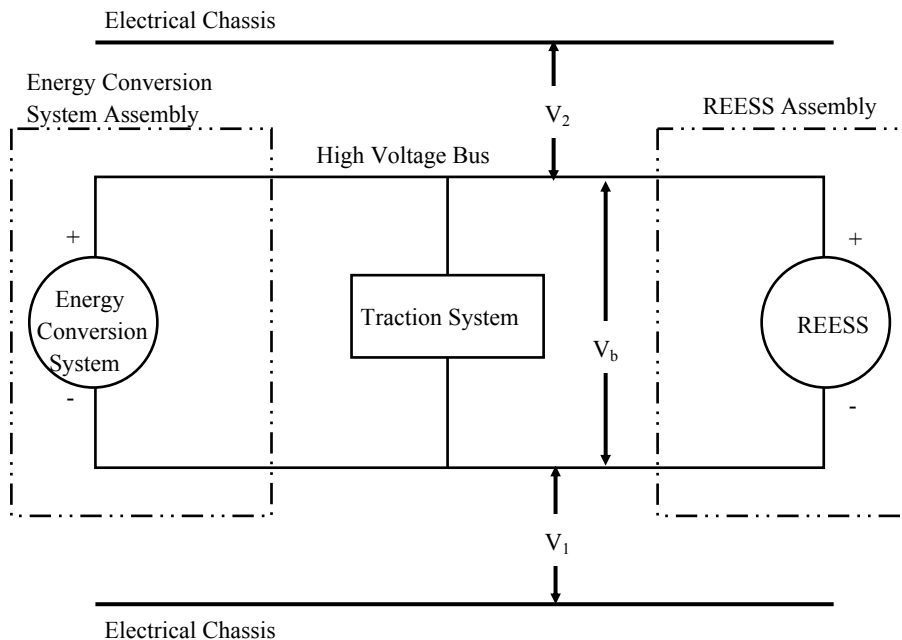 Electrical Chassis
Energy Conversion
System Assembly
V₂
REESS Assembly
High Voltage Bus
+
+
Energy
Conversion
System
Traction System
V_b
REESS
-
-
V₁
Electrical Chassis